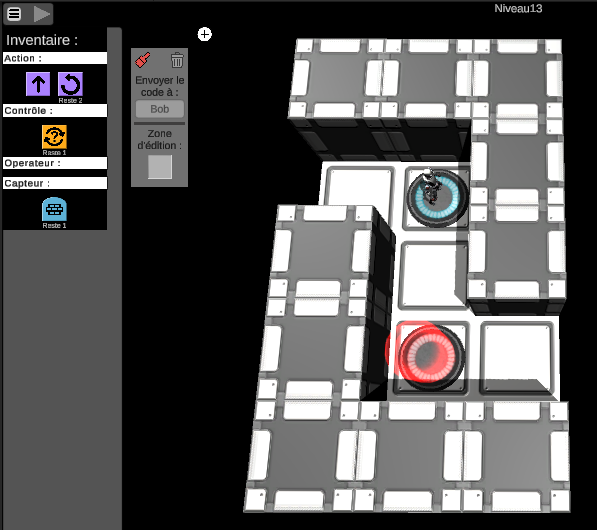 Niveau13
Inventaire :
Action :
Reste 2
Contrôle :
Reste 1
Operateur :
Capteur :
Reste 1
Envoyer le
code à :
Bob
Zone
d'édition :